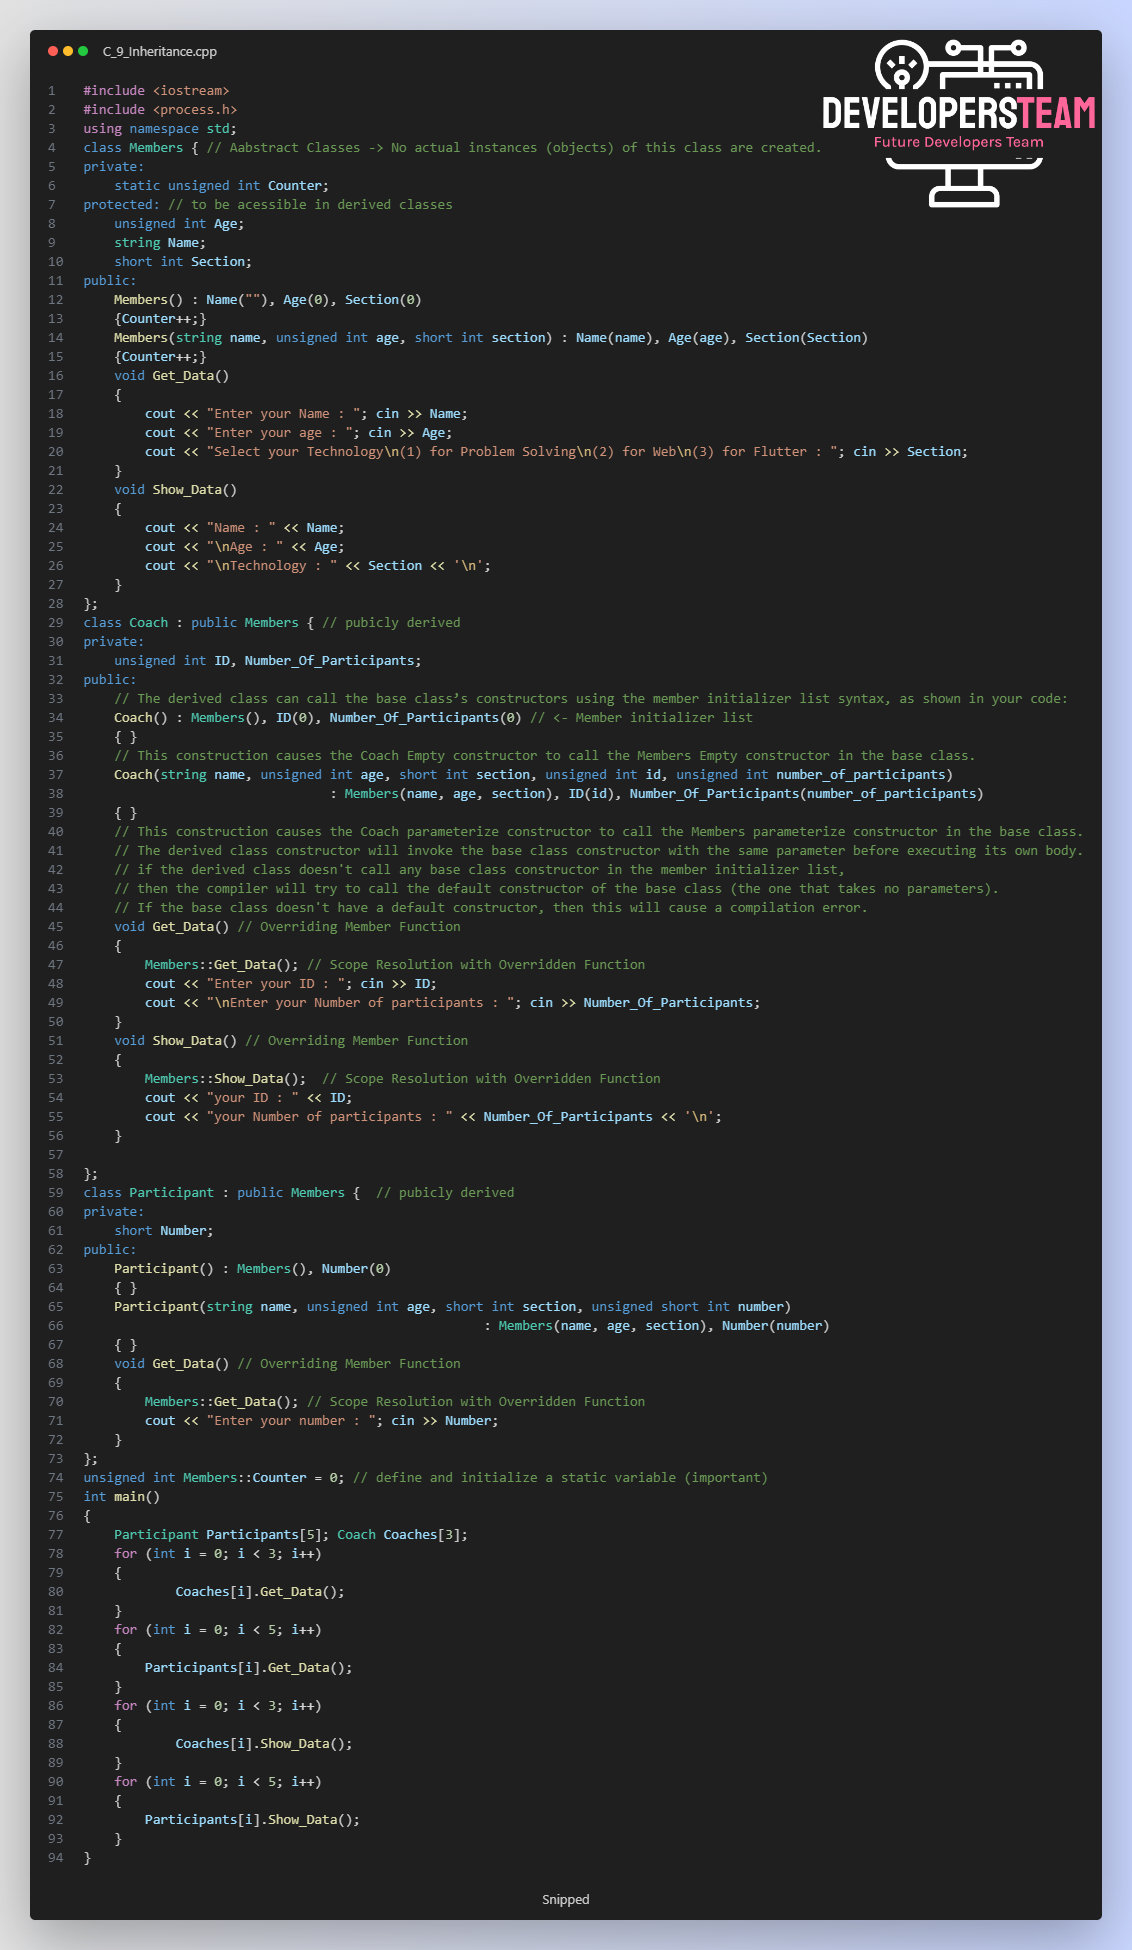 C_9_Inheritance.cpp
DEVELOPERSTEAM
Future Developers Team
1 #include <iostream>
2 #include <process.h>
3 using namespace std;
4 class Members { // Aabstract Classes -> No actual instances (objects) of this class are created.
5 private:
6     static unsigned int Counter;
7 protected: // to be acessible in derived classes
8     unsigned int Age;
9     string Name;
10     short int Section;
11 public:
12     Members() : Name(""), Age(0), Section(0)
13     {Counter++;}
14     Members(string name, unsigned int age, short int section) : Name(name), Age(age), Section(Section)
15     {Counter++;}
16     void Get_Data()
17     {
18         cout << "Enter your Name : "; cin >> Name;
19         cout << "Enter your age : "; cin >> Age;
20         cout << "Select your Technology\n(1) for Problem Solving\n(2) for Web\n(3) for Flutter : "; cin >> Section;
21     }
22     void Show_Data()
23     {
24         cout << "Name : " << Name;
25         cout << "\nAge : " << Age;
26         cout << "\nTechnology : " << Section << '\n';
27     }
28 };
29 class Coach : public Members { // pubicly derived
30 private:
31     unsigned int ID, Number_Of_Participants;
32 public:
33     // The derived class can call the base class’s constructors using the member initializer list syntax, as shown in your code:
34     Coach() : Members(), ID(0), Number_Of_Participants(0) // <- Member initializer list
35     { }
36     // This construction causes the Coach Empty constructor to call the Members Empty constructor in the base class.
37     Coach(string name, unsigned int age, short int section, unsigned int id, unsigned int number_of_participants)
38                                 : Members(name, age, section), ID(id), Number_Of_Participants(number_of_participants)
39     { }
40     // This construction causes the Coach parameterize constructor to call the Members parameterize constructor in the base class.
41     // The derived class constructor will invoke the base class constructor with the same parameter before executing its own body.
42     // if the derived class doesn’t call any base class constructor in the member initializer list,
43     // then the compiler will try to call the default constructor of the base class (the one that takes no parameters).
44     // If the base class doesn't have a default constructor, then this will cause a compilation error.
45     void Get_Data() // Overriding Member Function
46     {
47         Members::Get_Data(); // Scope Resolution with Overridden Function
48         cout << "Enter your ID : "; cin >> ID;
49         cout << "\nEnter your Number of participants : "; cin >> Number_Of_Participants;
50     }
51     void Show_Data() // Overriding Member Function
52     {
53         Members::Show_Data();  // Scope Resolution with Overridden Function
54         cout << "your ID : " << ID;
55         cout << "your Number of participants : " << Number_Of_Participants << '\n';
56     }
57
58 };
59 class Participant : public Members {  // pubicly derived
60 private:
61     short Number;
62 public:
63     Participant() : Members(), Number(0)
64     { }
65     Participant(string name, unsigned int age, short int section, unsigned short int number)
66                                                     : Members(name, age, section), Number(number)
67     { }
68     void Get_Data() // Overriding Member Function
69     {
70         Members::Get_Data(); // Scope Resolution with Overridden Function
71         cout << "Enter your number : "; cin >> Number;
72     }
73 };
74 unsigned int Members::Counter = 0; // define and initialize a static variable (important)
75 int main()
76 {
77     Participant Participants[5]; Coach Coaches[3];
78     for (int i = 0; i < 3; i++)
79     {
80             Coaches[i].Get_Data();
81     }
82     for (int i = 0; i < 5; i++)
83     {
84         Participants[i].Get_Data();
85     }
86     for (int i = 0; i < 3; i++)
87     {
88             Coaches[i].Show_Data();
89     }
90     for (int i = 0; i < 5; i++)
91     {
92         Participants[i].Show_Data();
93     }
94 }
Snipped